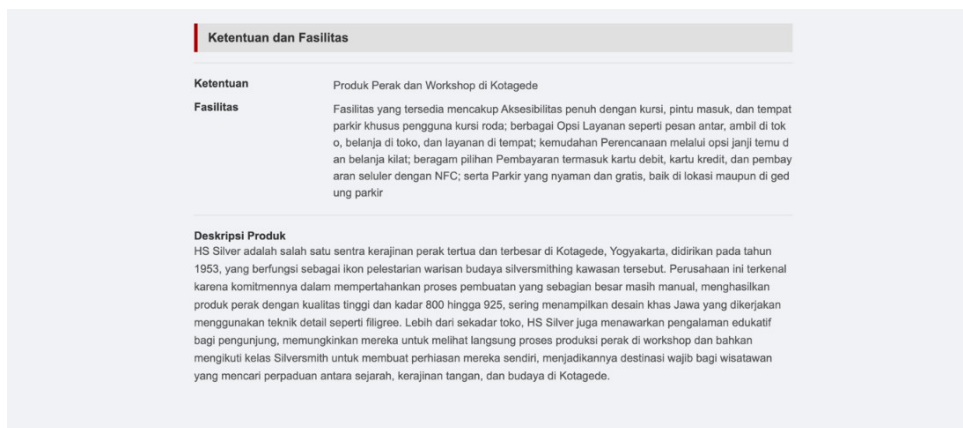 Ketentuan dan Fasilitas
Ketentuan
Produk Perak dan Workshop di Kotagede
Fasilitas
Fasilitas yang tersedia mencakup Aksesibilitas penuh dengan kursi, pintu masuk, dan tempat
parkir khusus pengguna kursi roda; berbagai Opsi Layanan seperti pesan antar, ambil di tok
o, belanja di toko, dan layanan di tempat; kemudahan Perencanaan melalui opsi janji temu d
an belanja kilat; beragam pilihan Pembayaran termasuk kartu debit, kartu kredit, dan pembay
aran seluler dengan NFC; serta Parkir yang nyaman dan gratis, baik di lokasi maupun di ged
ung parkir
Deskripsi Produk
HS Silver adalah salah satu sentra kerajinan perak tertua dan terbesar di Kotagede, Yogyakarta, didirikan pada tahun
1953, yang berfungsi sebagai ikon pelestarian warisan budaya silversmithing kawasan tersebut. Perusahaan ini terkenal
karena komitmennya dalam mempertahankan proses pembuatan yang sebagian besar masih manual, menghasilkan
produk perak dengan kualitas tinggi dan kadar 800 hingga 925, sering menampilkan desain khas Jawa yang dikerjakan
menggunakan teknik detail seperti filigree. Lebih dari sekadar toko, HS Silver juga menawarkan pengalaman edukatif
bagi pengunjung, memungkinkan mereka untuk melihat langsung proses produksi perak di workshop dan bahkan
mengikuti kelas Silversmith untuk membuat perhiasan mereka sendiri, menjadikannya destinasi wajib bagi wisatawan
yang mencari perpaduan antara sejarah, kerajinan tangan, dan budaya di Kotagede.